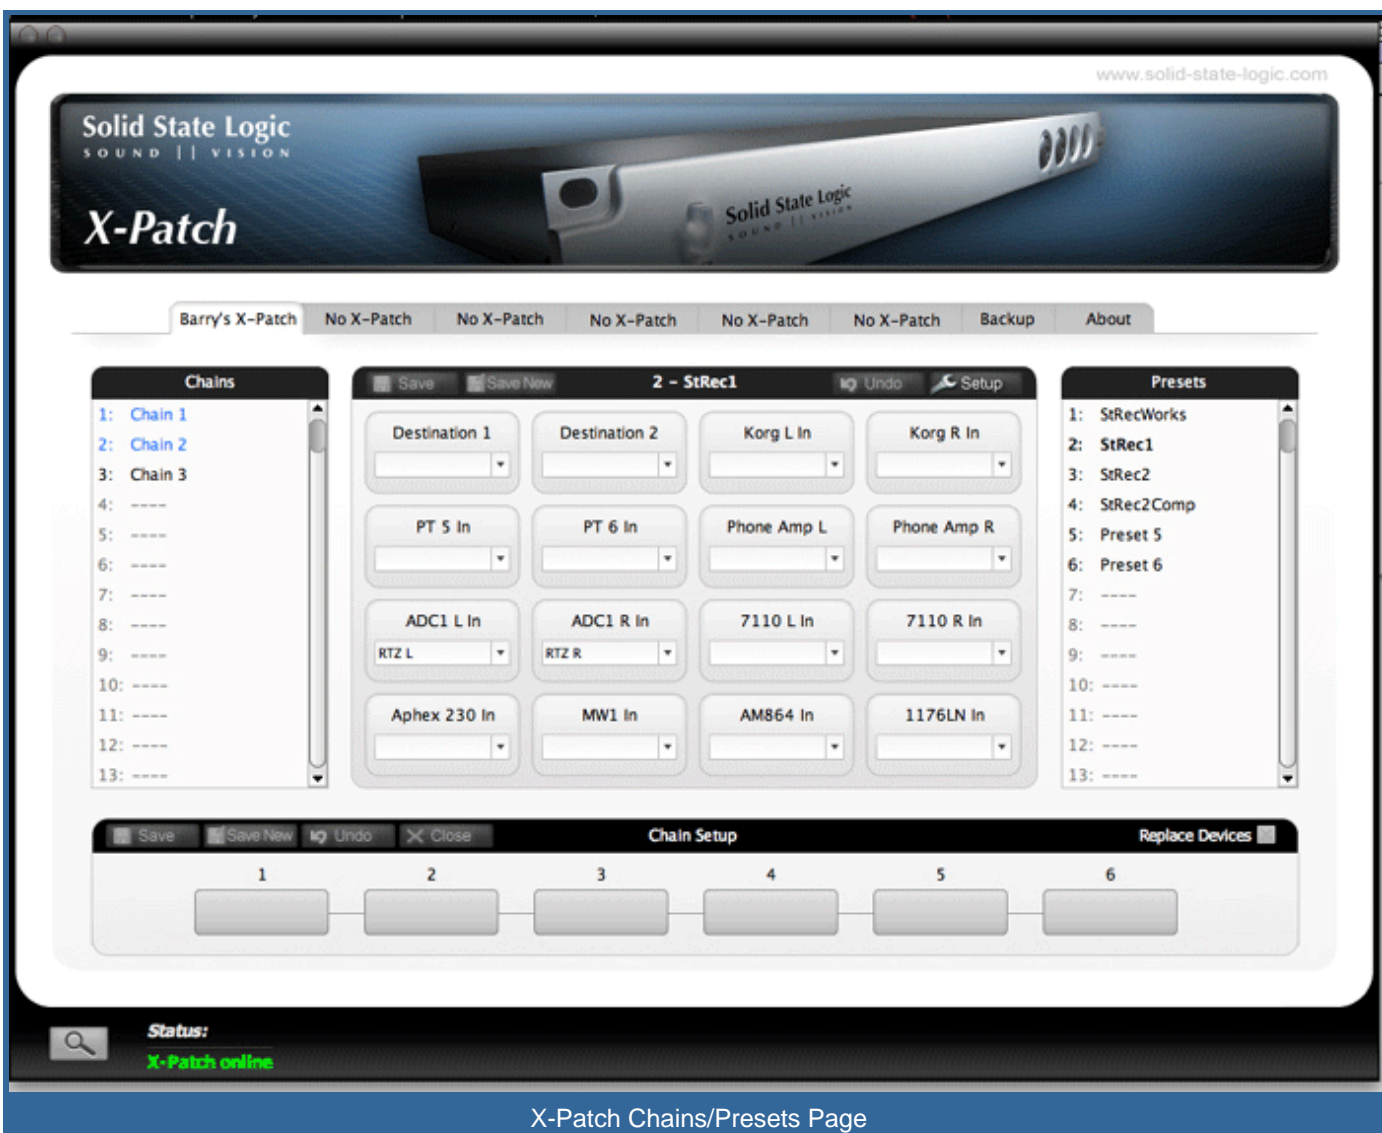 www.solid-state-logic.com
Solid State Logic
SOUND || VISION
X-Patch
Solid State Logic
SOUND || VISION
Barry's X-Patch No X-Patch No X-Patch No X-Patch No X-Patch No X-Patch Backup About
Chains
1: Chain 1
2: Chain 2
3: Chain 3
4: ----
5: ----
6: ----
7: ----
8: ----
9: ----
10: ----
11: ----
12: ----
13: ----
Save Save New 2 - StRec1 Undo Setup
Destination 1 Destination 2 Korg L In Korg R In
PT 5 In PT 6 In Phone Amp L Phone Amp R
ADC1 L In ADC1 R In 7110 L In 7110 R In
RTZ L RTZ R
Aphex 230 In MW1 In AM864 In 1176LN In
Presets
1: StRecWorks
2: StRec1
3: StRec2
4: StRec2Comp
5: Preset 5
6: Preset 6
7: ----
8: ----
9: ----
10: ----
11: ----
12: ----
13: ----
Save Save New Undo Close Chain Setup Replace Devices
1 2 3 4 5 6
Status:
X-Patch online
X-Patch Chains/Presets Page